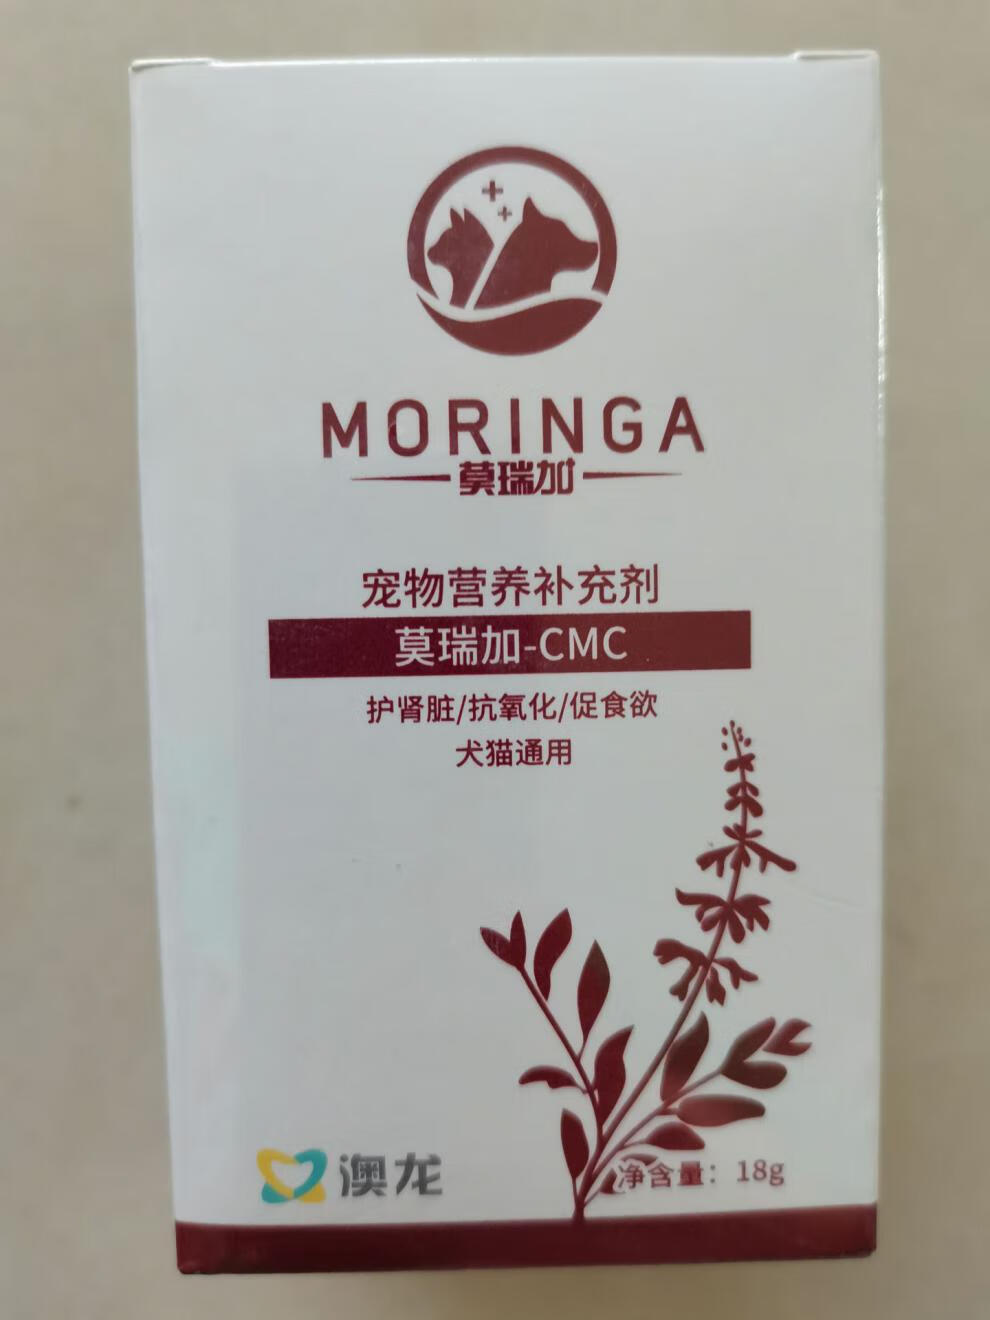 MORINGA
莫瑞加
宠物营养补充剂
莫瑞加-CMC
护肾脏/抗氧化/促食欲
犬猫通用
澳龙
净含量：18g